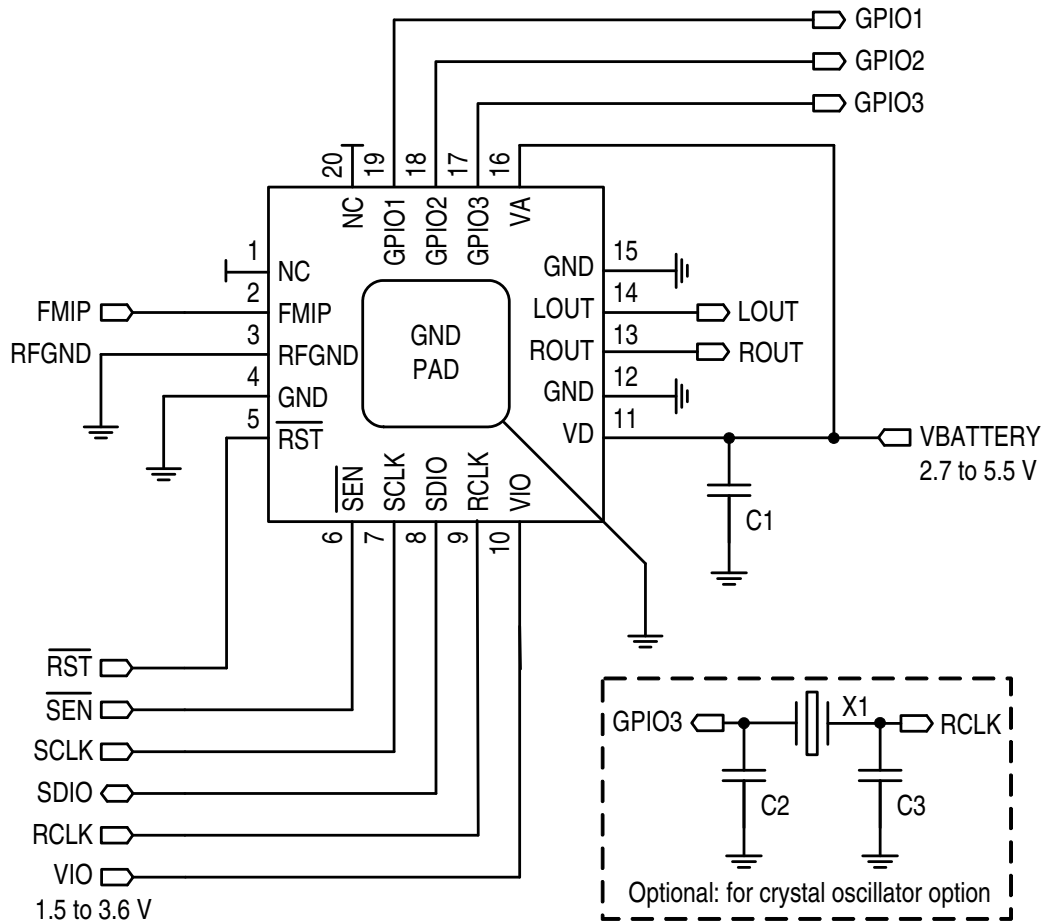 GPIO1
GPIO2
GPIO3
20
19
18
17
16
NC
GPIO1
GPIO2
GPIO3
VA
1
NC
2
FMIP
FMIP
3
RFGND
RFGND
4
GND
5
RST
GND
PAD
15
GND
14
LOUT
LOUT
13
ROUT
ROUT
12
GND
11
VD
VBATTERY
2.7 to 5.5 V
C1
SEN
SCLK
SDIO
RCLK
VIO
6
7
8
9
10
RST
SEN
SCLK
SDIO
RCLK
VIO
1.5 to 3.6 V
GPIO3
X1
RCLK
C2
C3
Optional: for crystal oscillator option